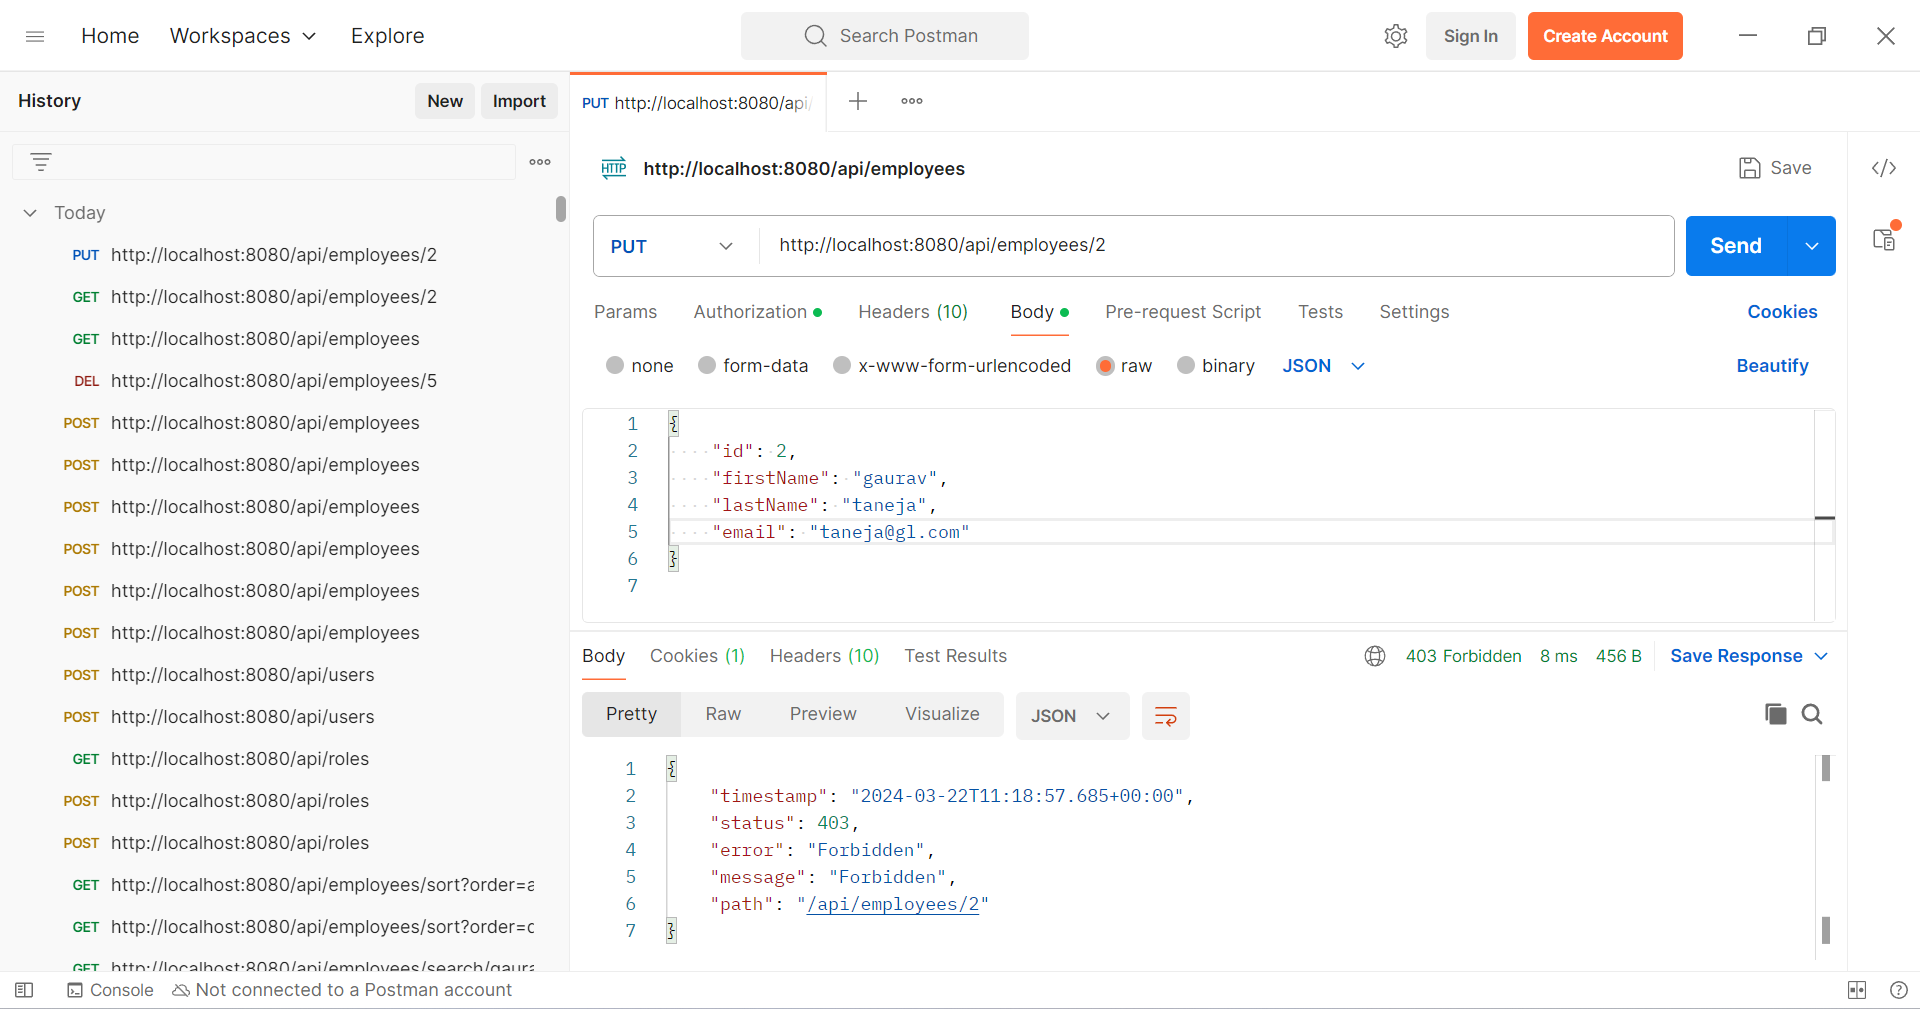 Home Workspaces Explore Search Postman Sign In Create Account
History New Import
PUT http://localhost:8080/api/
HTTP http://localhost:8080/api/employees Save
Today
PUT http://localhost:8080/api/employees/2
GET http://localhost:8080/api/employees/2
GET http://localhost:8080/api/employees
DEL http://localhost:8080/api/employees/5
POST http://localhost:8080/api/employees
POST http://localhost:8080/api/employees
POST http://localhost:8080/api/employees
POST http://localhost:8080/api/employees
POST http://localhost:8080/api/employees
POST http://localhost:8080/api/employees
POST http://localhost:8080/api/users
POST http://localhost:8080/api/users
GET http://localhost:8080/api/roles
POST http://localhost:8080/api/roles
POST http://localhost:8080/api/roles
GET http://localhost:8080/api/employees/sort?order=a
GET http://localhost:8080/api/employees/sort?order=c
GET http://localhost:8080/api/employees/search/gaura
PUT http://localhost:8080/api/employees/2 Send
Params Authorization Headers (10) Body Pre-request Script Tests Settings Cookies
none form-data x-www-form-urlencoded raw binary JSON Beautify
1 {
2 "id": 2,
3 "firstName": "gaurav",
4 "lastName": "taneja",
5 "email": "taneja@gl.com"
6 }
7
Body Cookies (1) Headers (10) Test Results 403 Forbidden 8 ms 456 B Save Response
Pretty Raw Preview Visualize JSON
1 {
2 "timestamp": "2024-03-22T11:18:57.685+00:00",
3 "status": 403,
4 "error": "Forbidden",
5 "message": "Forbidden",
6 "path": "/api/employees/2"
7 }
Console Not connected to a Postman account